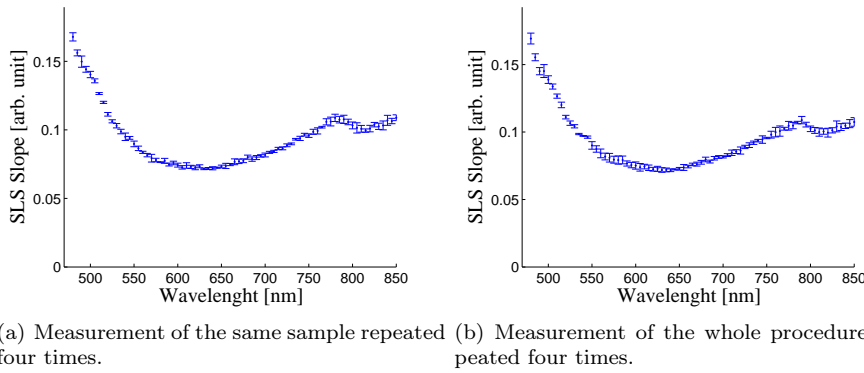 0.15
0.1
0.05
0
SLS Slope [arb. unit]
500 550 600 650 700 750 800 850
Wavelenght [nm]
(a) Measurement of the same sample repeated
four times.
0.15
0.1
0.05
0
SLS Slope [arb. unit]
500 550 600 650 700 750 800 850
Wavelenght [nm]
(b) Measurement of the whole procedure
peated four times.